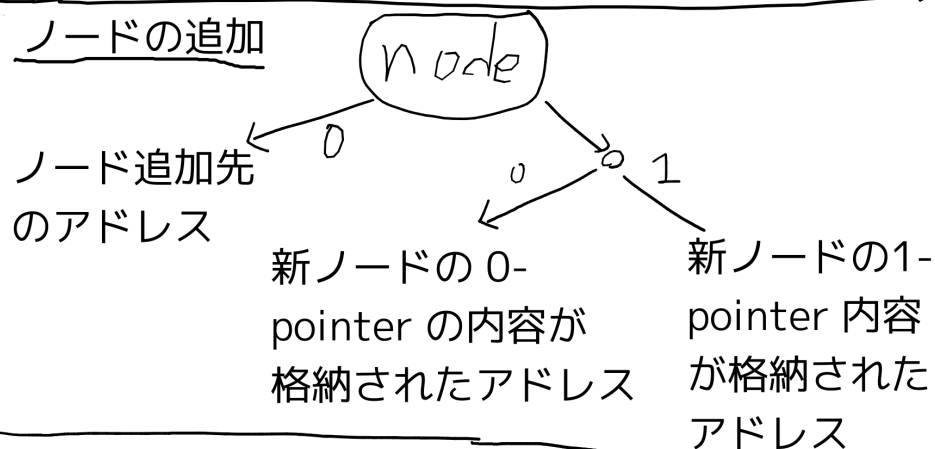 ノードの追加
node
0
ノード追加先
のアドレス
0
1
新ノードの 0-
pointer の内容が
格納されたアドレス
新ノードの1-
pointer 内容
が格納された
アドレス